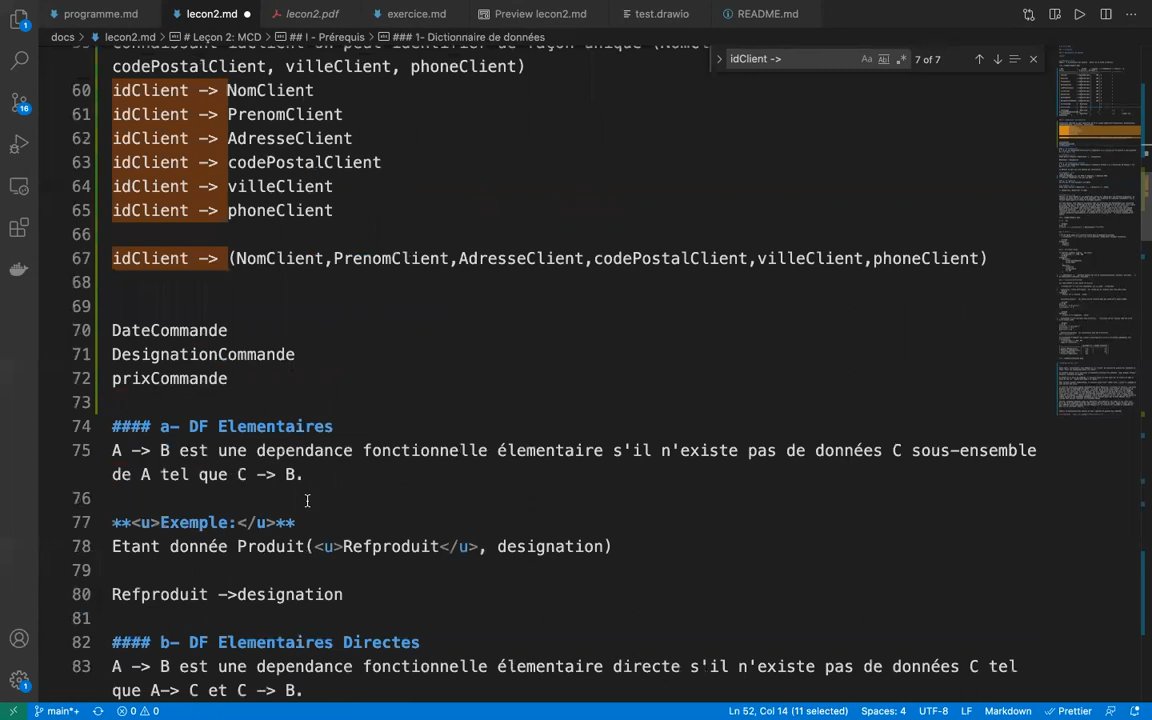 programme.md
lecon2.md
lecon2.pdf
exercice.md
Preview lecon2.md
test.drawio
README.md
docs > lecon2.md > # Leçon 2: MCD > ## I - Prérequis > ### 1- Dictionnaire de données
idClient ->
7 of 7
codePostalClient, villeClient, phoneClient)
60 idClient -> NomClient
61 idClient -> PrenomClient
62 idClient -> AdresseClient
63 idClient -> codePostalClient
64 idClient -> villeClient
65 idClient -> phoneClient
66
67 idClient -> (NomClient,PrenomClient,AdresseClient,codePostalClient,villeClient,phoneClient)
68
69
70 DateCommande
71 DesignationCommande
72 prixCommande
73
74 #### a- DF Elementaires
75 A -> B est une dependance fonctionnelle élementaire s'il n'existe pas de données C sous-ensemble
de A tel que C -> B.
76
77 **<u>Exemple:</u>**
78 Etant donnée Produit(<u>Refproduit</u>, designation)
79
80 Refproduit ->designation
81
82 #### b- DF Elementaires Directes
83 A -> B est une dependance fonctionnelle élementaire directe s'il n'existe pas de données C tel
que A-> C et C -> B.
1
16
1
main*+
0
0
Ln 52, Col 14 (11 selected)
Spaces: 4
UTF-8
LF
Markdown
Prettier